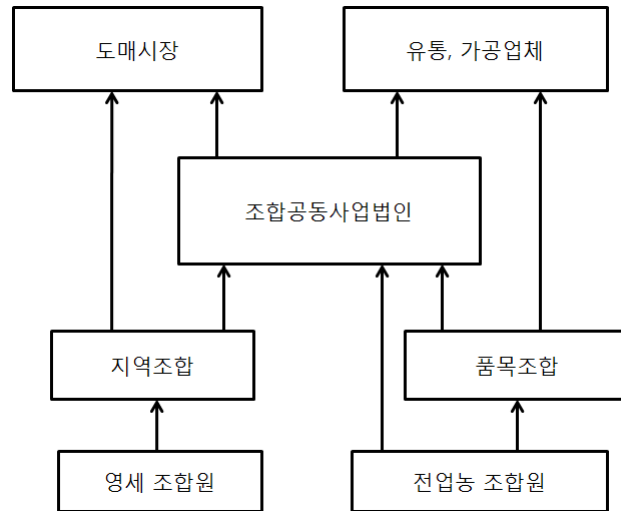 도매시장
유통, 가공업체
조합공동사업법인
지역조합
품목조합
영세 조합원
전업농 조합원